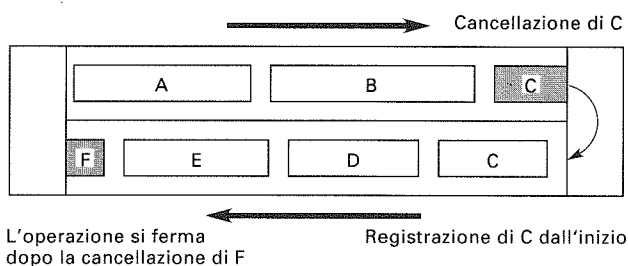 Cancellazione di C
A B C
F E D C
L'operazione si ferma
dopo la cancellazione di F
Registrazione di C dall'inizio